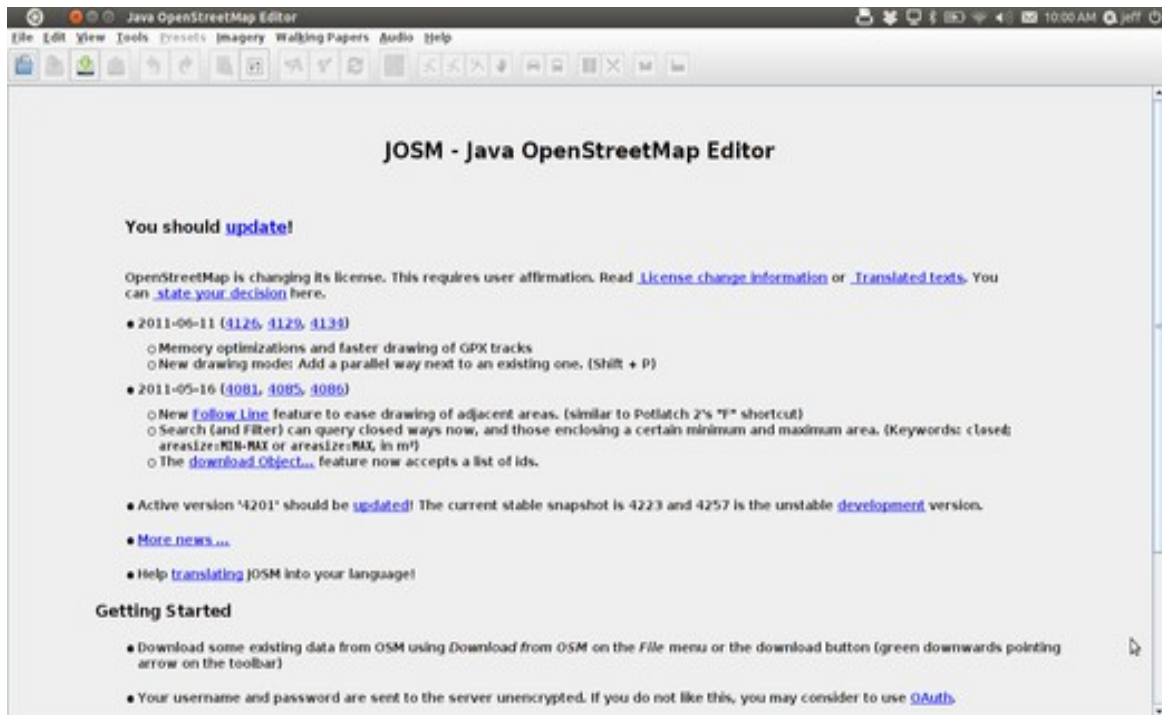 Java OpenStreetMap Editor
10:00 AM jeff
File Edit View Tools Presets Imagery Walking Papers Audio Help
JOSM - Java OpenStreetMap Editor
You should update!
OpenStreetMap is changing its license. This requires user affirmation. Read License change information or Translated texts. You
can state your decision here.
2011-06-11 (4126, 4129, 4134)
Memory optimizations and faster drawing of GPX tracks
New drawing mode: Add a parallel way next to an existing one. (Shift + P)
2011-05-16 (4081, 4085, 4086)
New Follow Line feature to ease drawing of adjacent areas. (similar to Potlatch 2's "F" shortcut)
Search (and Filter) can query closed ways now, and those enclosing a certain minimum and maximum area. (Keywords: closed;
areasize:MIN-MAX or areasize:MAX, in m²)
The download Object... feature now accepts a list of ids.
Active version '4201' should be updated! The current stable snapshot is 4223 and 4257 is the unstable development version.
More news ...
Help translating JOSM into your language!
Getting Started
Download some existing data from OSM using Download from OSM on the File menu or the download button (green downwards pointing
arrow on the toolbar)
Your username and password are sent to the server unencrypted. If you do not like this, you may consider to use OAuth.